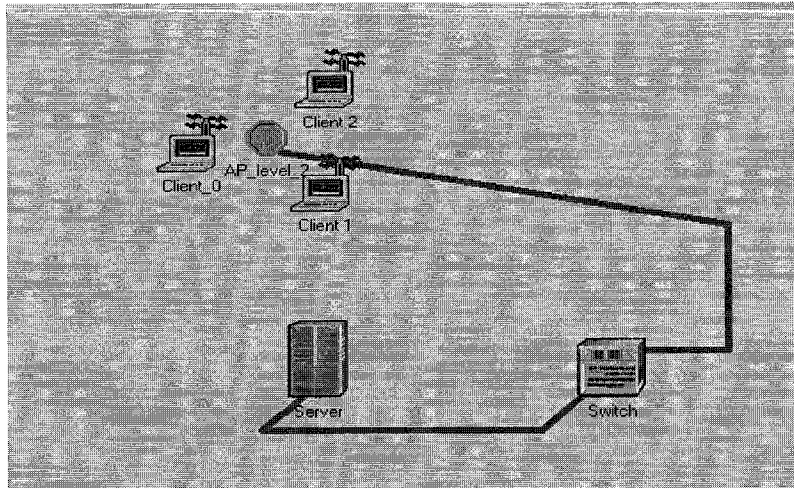 Client 2
Client_0
AP_level_2
Client 1
Server
Switch